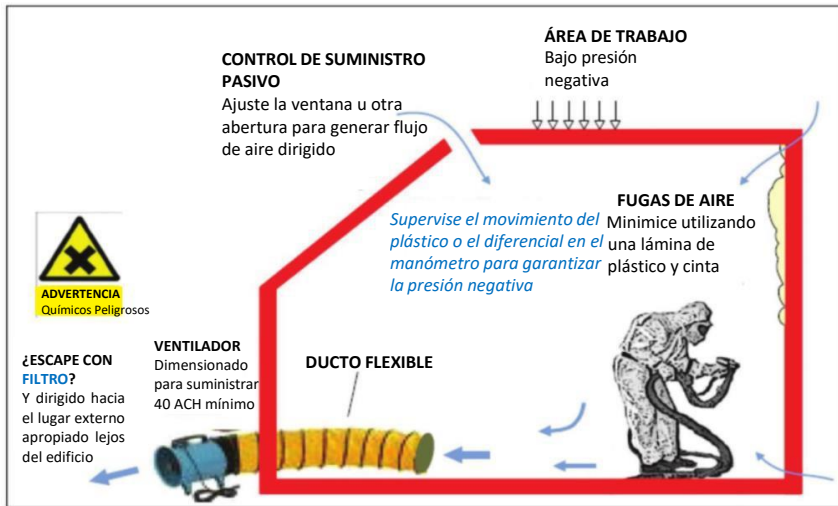 CONTROL DE SUMINISTRO
PASIVO
Ajuste la ventana u otra
abertura para generar flujo
de aire dirigido
ÁREA DE TRABAJO
Bajo presión
negativa
Supervise el movimiento del
plástico o el diferencial en el
manómetro para garantizar
la presión negativa
FUGAS DE AIRE
Minimice utilizando
una lámina de
plástico y cinta
ADVERTENCIA
Químicos Peligrosos
¿ESCAPE CON
FILTRO?
Y dirigido hacia
el lugar externo
apropiado lejos
del edificio
VENTILADOR
Dimensionado
para suministrar
40 ACH mínimo
DUCTO FLEXIBLE